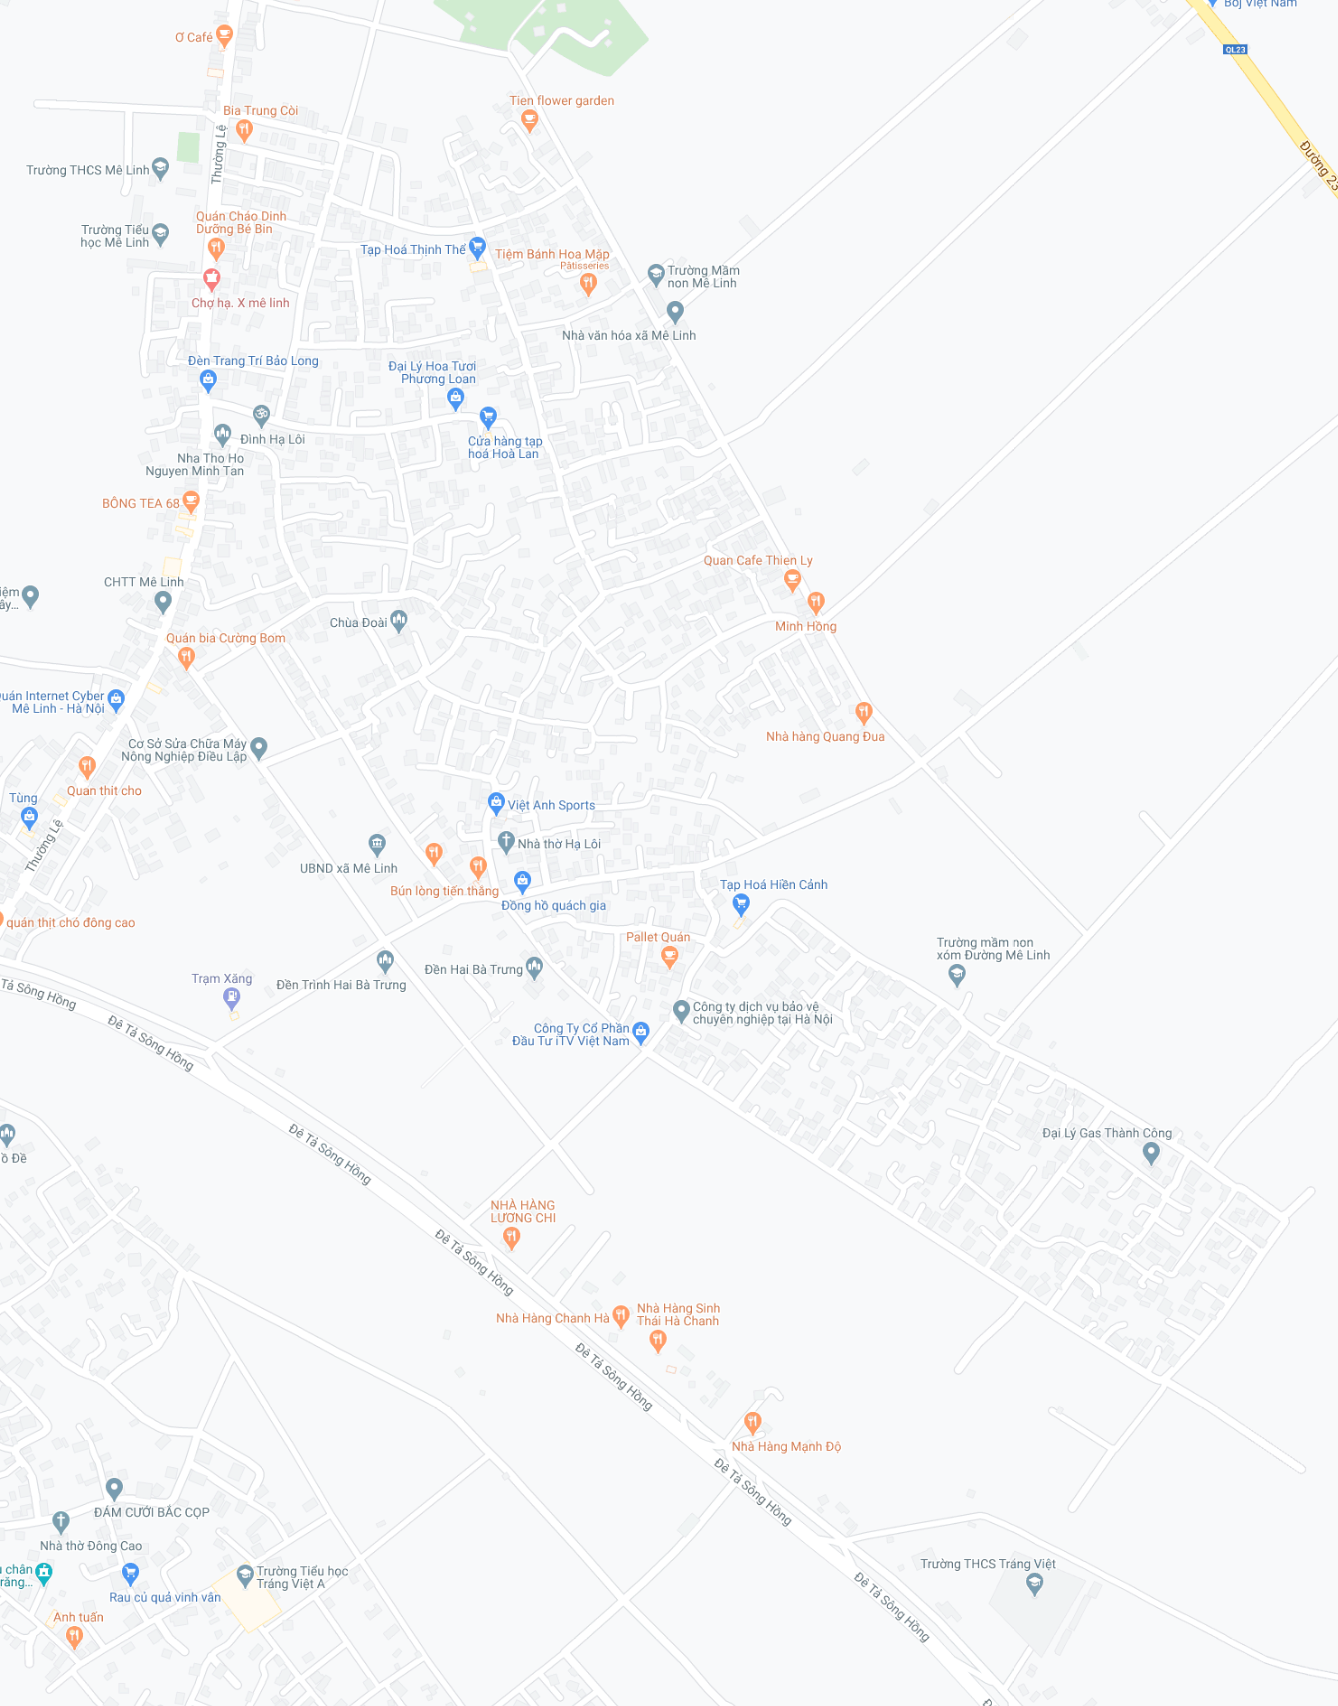 Boj Việt Nam
Ơ Café
QL23
Tien flower garden
Bia Trung Còi
Đường 23
Thường Lệ
Trường THCS Mê Linh
Quán Cháo Dinh
Dưỡng Bé Bin
Trường Tiểu
học Mê Linh
Tạp Hoá Thịnh Thể
Tiệm Bánh Hoa Mặp
Pâtisseries
Trường Mầm
non Mê Linh
Chợ hạ. X mê linh
Nhà văn hóa xã Mê Linh
Đèn Trang Trí Bảo Long
Đại Lý Hoa Tươi
Phương Loan
Đình Hạ Lôi
Cửa hàng tạp
hoá Hoà Lan
Nha Tho Ho
Nguyen Minh Tan
BÔNG TEA 68
Quan Cafe Thien Ly
CHTT Mê Linh
iệm
ây...
Chùa Đoài
Minh Hồng
Quán bia Cường Bom
Quán Internet Cyber
Mê Linh - Hà Nội
Nhà hàng Quang Đua
Cơ Sở Sửa Chữa Máy
Nông Nghiệp Điều Lập
Quan thit cho
Tùng
Việt Anh Sports
Thường Lệ
Nhà thờ Hạ Lôi
UBND xã Mê Linh
Bún lòng tiến thắng
Tạp Hoá Hiền Cảnh
Đồng hồ quách gia
quán thịt chó đông cao
Pallet Quán
Trường mầm non
xóm Đường Mê Linh
Đền Hai Bà Trưng
Trạm Xăng
Đền Trình Hai Bà Trưng
Tả Sông Hồng
Công ty dịch vụ bảo vệ
chuyên nghiệp tại Hà Nội
Đê Tả Sông Hồng
Công Ty Cổ Phần
Đầu Tư iTV Việt Nam
Đại Lý Gas Thành Công
Đê Tả Sông Hồng
ồ Đề
NHÀ HÀNG
LƯƠNG CHI
Đê Tả Sông Hồng
Nhà Hàng Chanh Hà
Nhà Hàng Sinh
Thái Hà Chanh
Đê Tả Sông Hồng
Nhà Hàng Mạnh Độ
Đê Tả Sông Hồng
ĐÁM CƯỚI BẮC CỌP
Nhà thờ Đông Cao
Trường THCS Tráng Việt
Trường Tiểu học
Tráng Việt A
u chân
răng...
Đê Tả Sông Hồng
Rau củ quả vinh vân
Anh tuấn